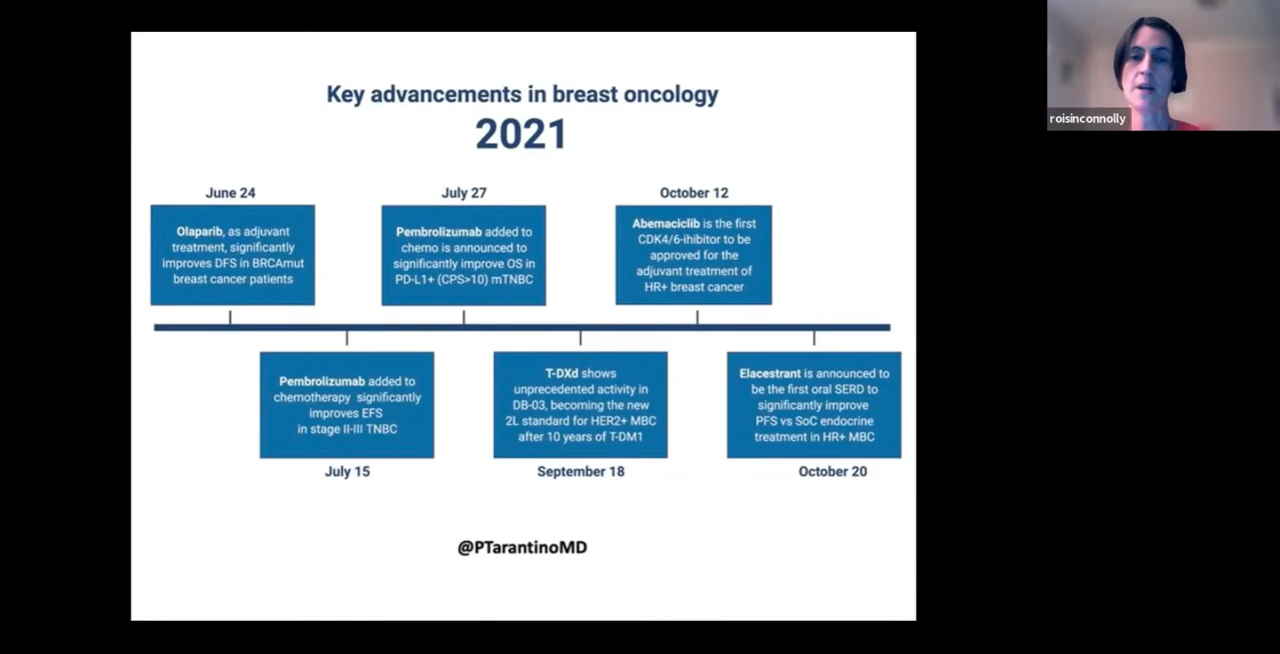 Key advancements in breast oncology
2021
June 24
Olaparib, as adjuvant
treatment, significantly
improves DFS in BRCAmut
breast cancer patients
July 15
Pembrolizumab added to
chemotherapy significantly
improves EFS
in stage II-III TNBC
July 27
Pembrolizumab added to
chemo is announced to
significantly improve OS in
PD-L1+ (CPS>10) mTNBC
September 18
T-DXd shows
unprecedented activity in
DB-03, becoming the new
2L standard for HER2+ MBC
after 10 years of T-DM1
October 12
Abemaciclib is the first
CDK4/6-ihibitor to be
approved for the
adjuvant treatment of
HR+ breast cancer
October 20
Elacestrant is announced to
be the first oral SERD to
significantly improve
PFS vs SoC endocrine
treatment in HR+ MBC
@PTarantinoMD
roisinconnolly